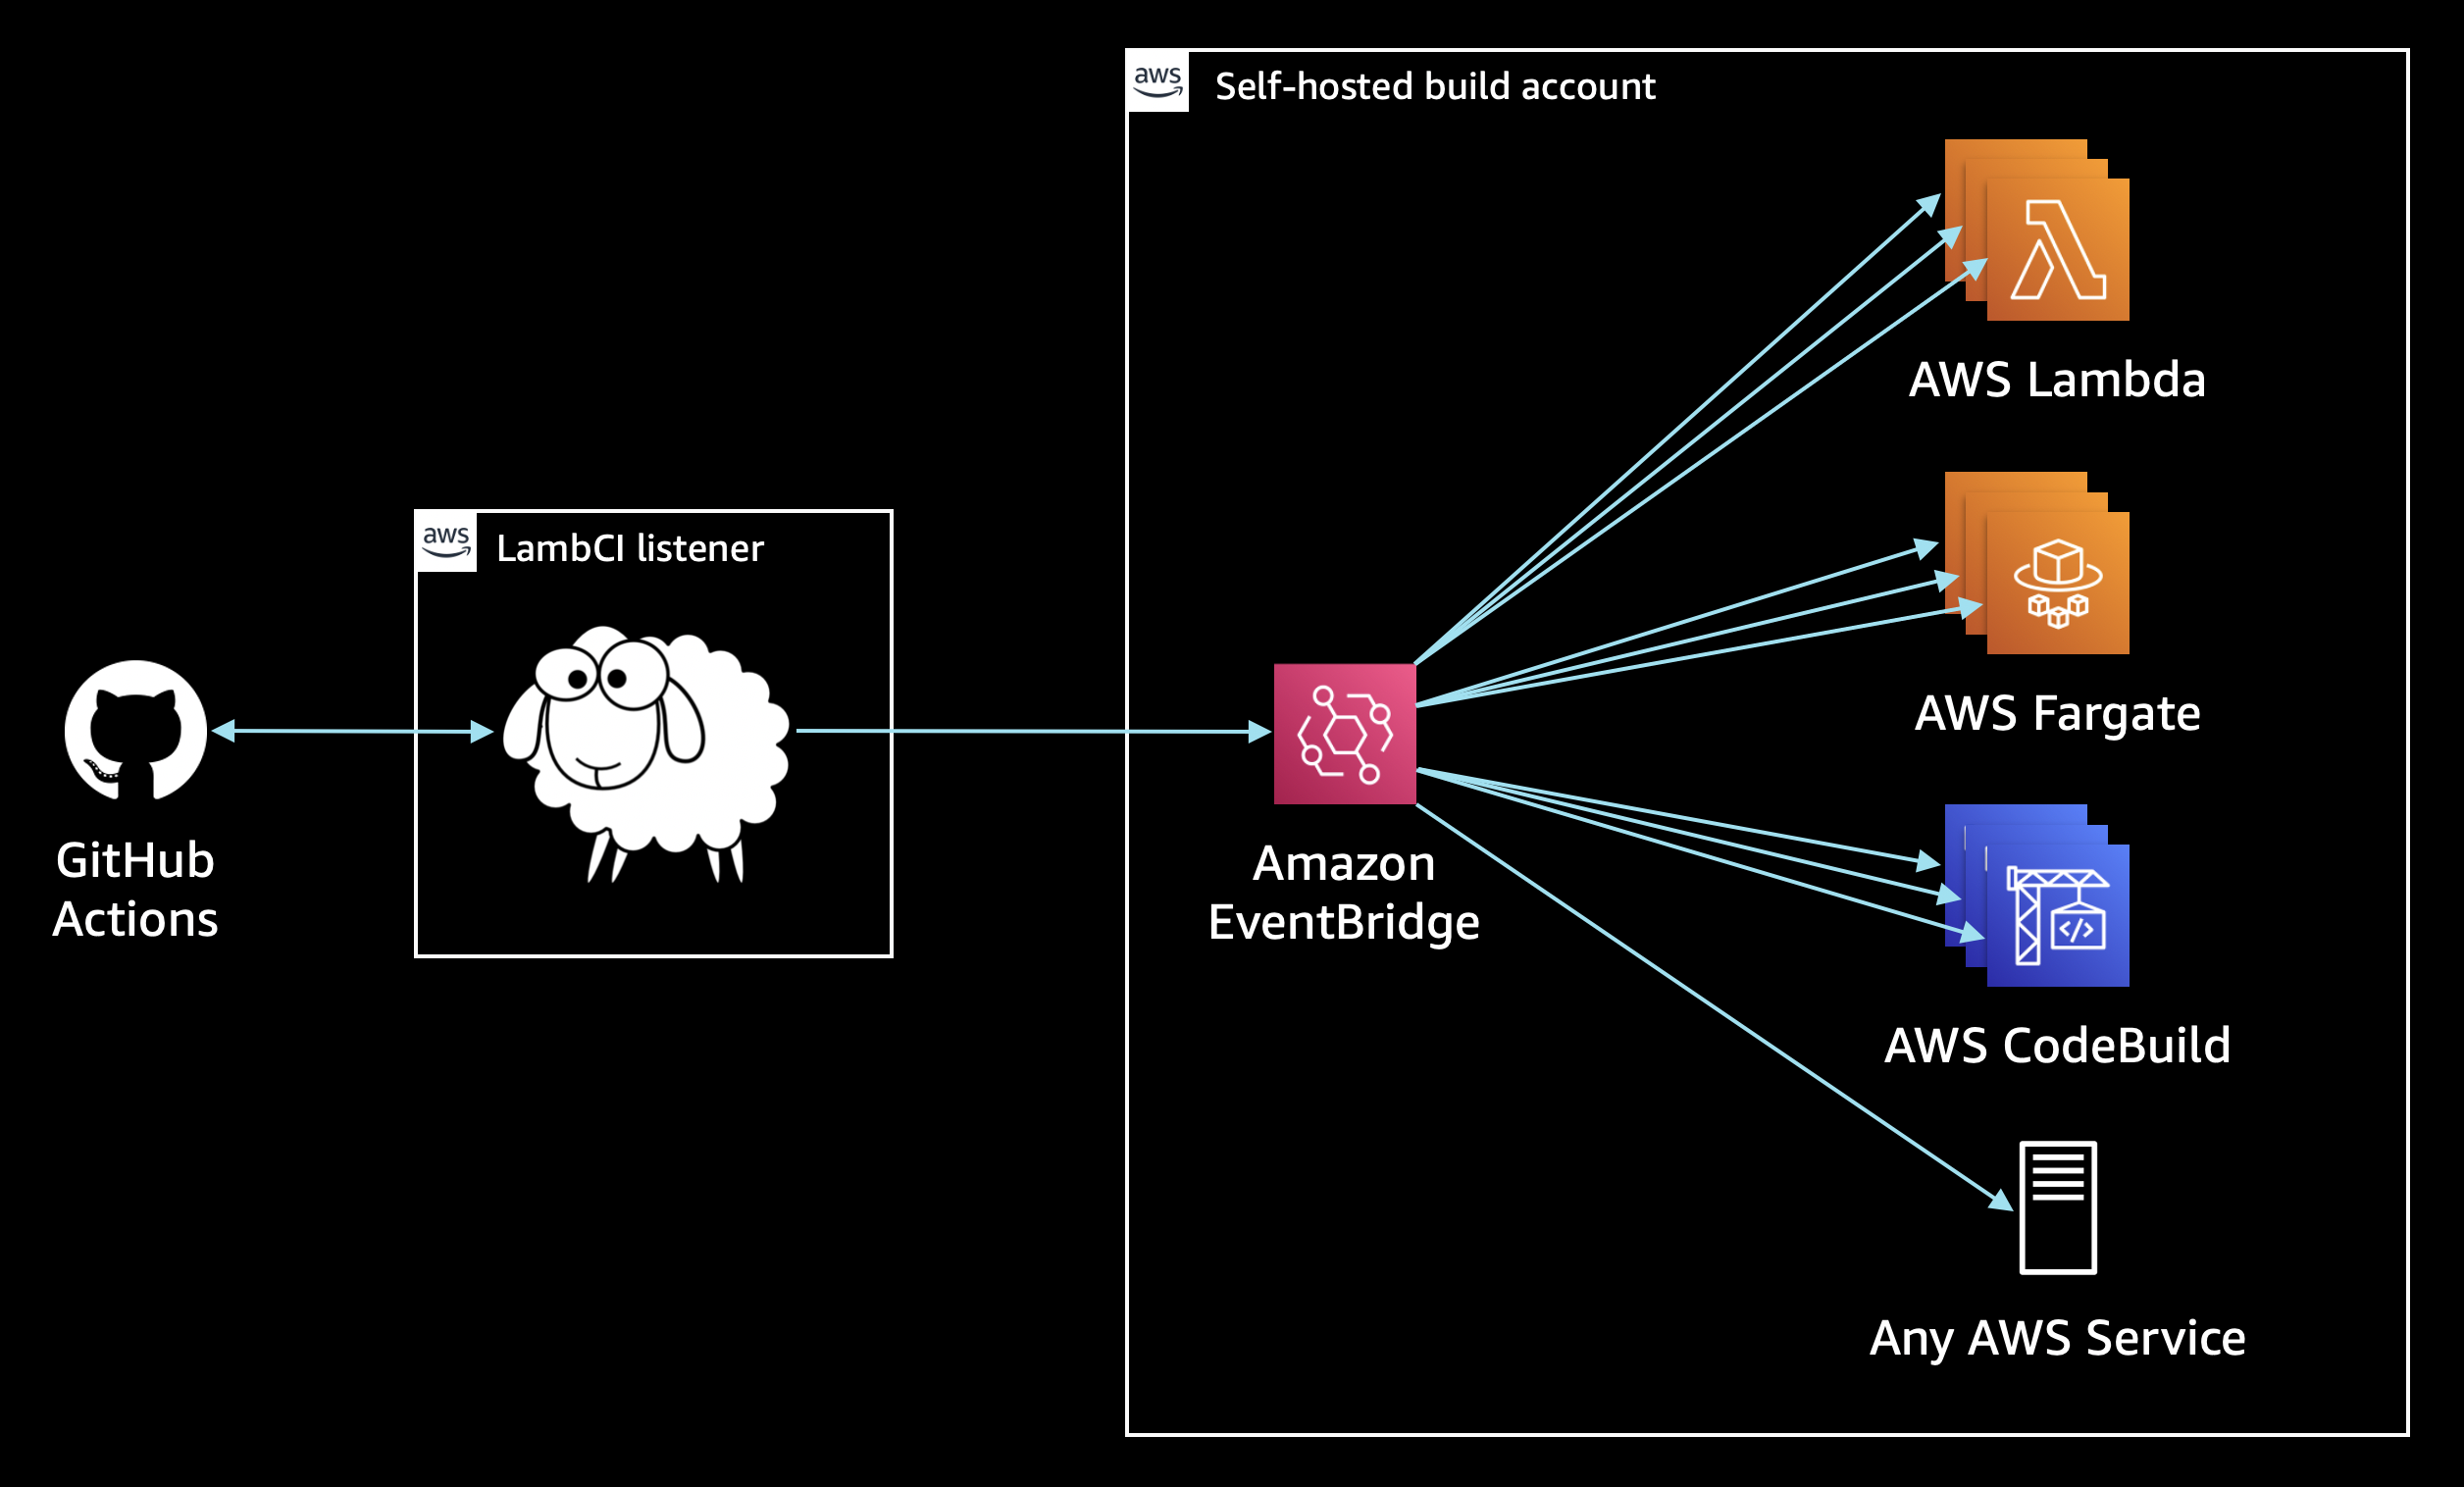 aws
Self-hosted build account
AWS Lambda
aws
LambCI listener
AWS Fargate
GitHub
Actions
Amazon
EventBridge
</>
AWS CodeBuild
Any AWS Service